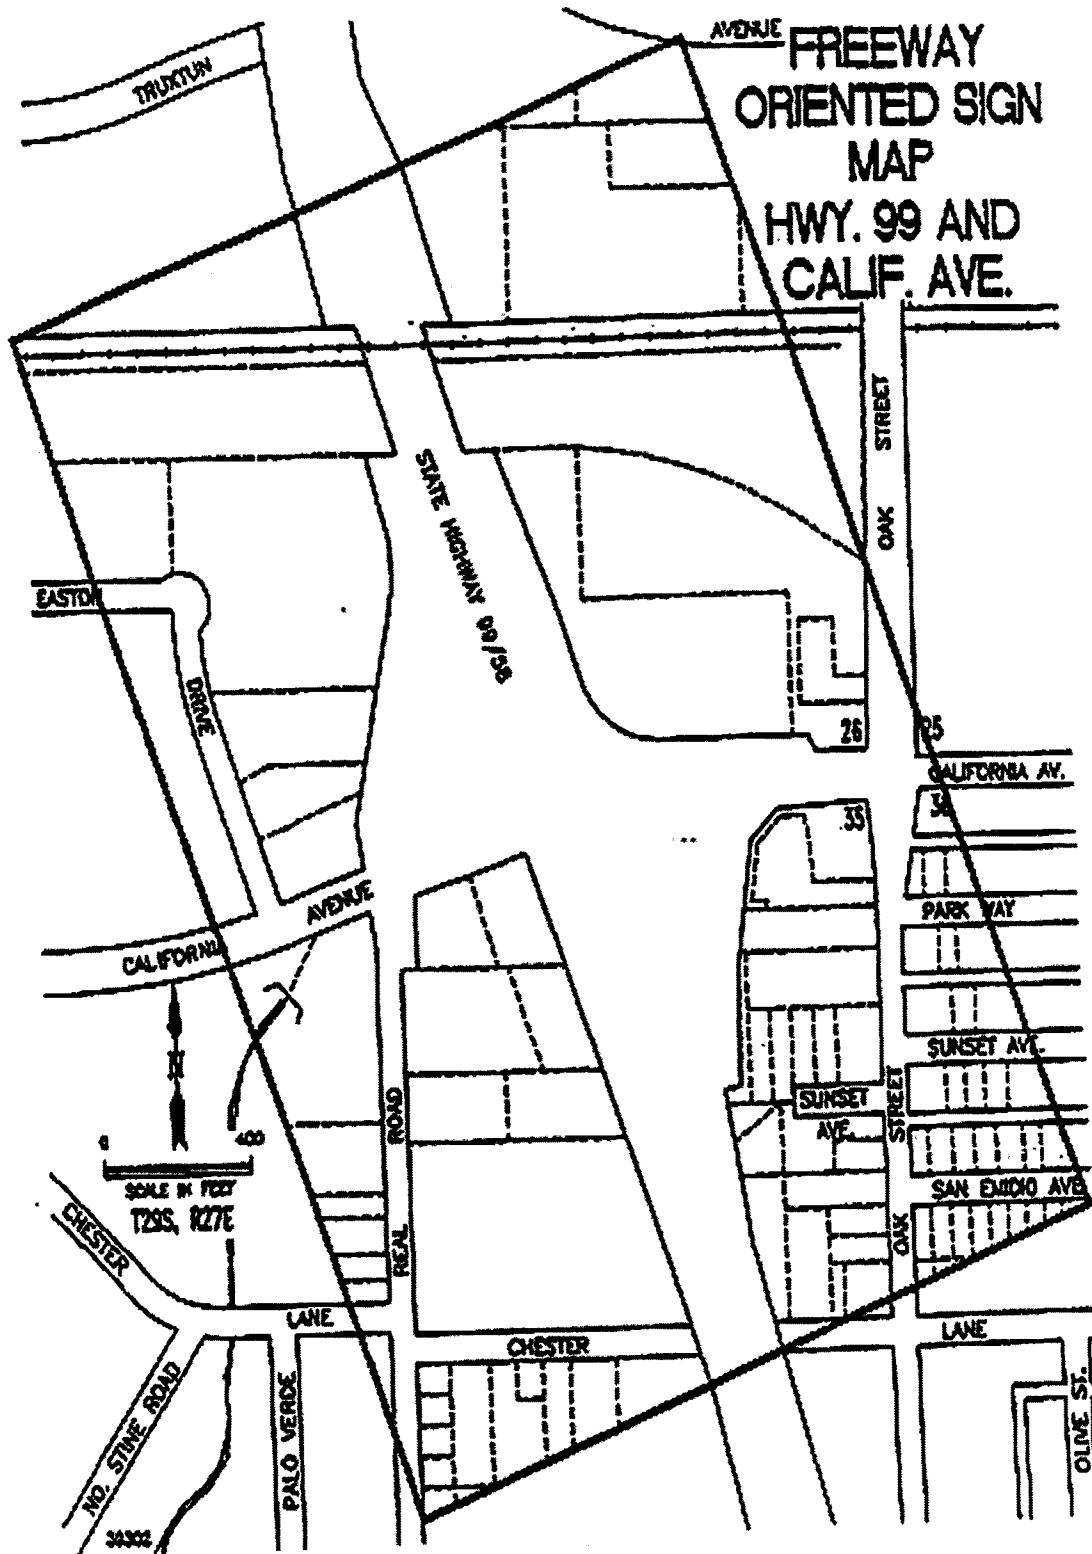 AVENUE
FREEWAY
ORIENTED SIGN
MAP
HWY. 99 AND
CALIF. AVE.
TRUXTUN
STREET
OAK
STATE HIGHWAY 99/58
EASTON
DRIVE
26
25
CALIFORNIA AV.
35
36
AVENUE
CALIFORNIA
PARK WAY
SUNSET AVE.
N
ROAD
REAL
SUNSET
AVE.
STREET
OAK
0
400
SCALE IN FEET
T29S, R27E
SAN EMIDIO AVE
CHESTER
LANE
CHESTER
LANE
NO. STINE ROAD
PALO VERDE
OLIVE ST.